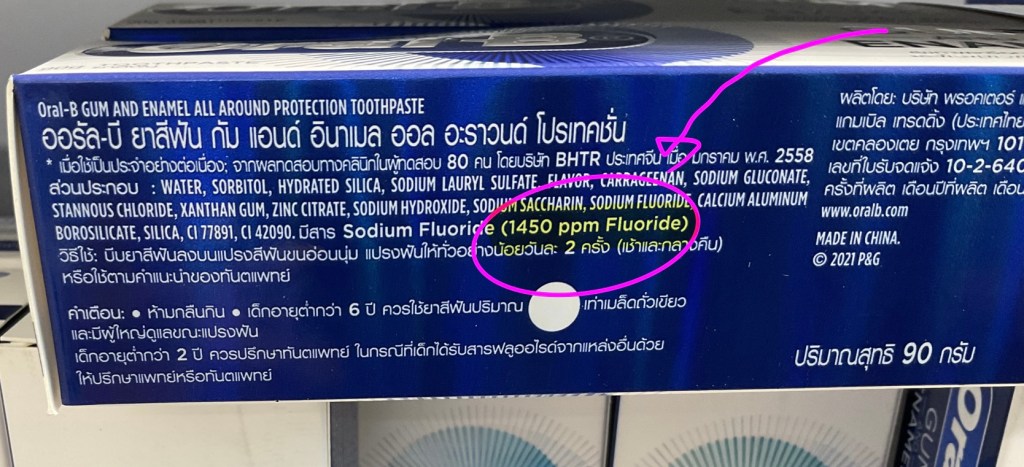 Oral-B
TOOTHPASTE
Oral-B GUM AND ENAMEL ALL AROUND PROTECTION TOOTHPASTE
ออรัล-บี ยาสีฟัน กัม แอนด์ อินาเมล ออล อะราวนด์ โปรเทคชั่น
* เมื่อใช้เป็นประจำอย่างต่อเนื่อง; จากผลทดสอบทางคลินิกในผู้ทดสอบ 80 คน โดยบริษัท BHTR ประเทศจีน เมื่อ มกราคม พ.ศ. 2558
ส่วนประกอบ : WATER, SORBITOL, HYDRATED SILICA, SODIUM LAURYL SULFATE, FLAVOR, CARRAGEENAN, SODIUM GLUCONATE,
STANNOUS CHLORIDE, XANTHAN GUM, ZINC CITRATE, SODIUM HYDROXIDE, SODIUM SACCHARIN, SODIUM FLUORIDE, CALCIUM ALUMINUM
BOROSILICATE, SILICA, CI 77891, CI 42090. มีสาร Sodium Fluoride (1450 ppm Fluoride)
วิธีใช้: บีบยาสีฟันลงบนแปรงสีฟันขนอ่อนนุ่ม แปรงฟันให้ทั่วอย่างน้อยวันละ 2 ครั้ง (เช้าและกลางคืน)
หรือใช้ตามคำแนะนำของทันตแพทย์
คำเตือน: • ห้ามกลืนกิน • เด็กอายุต่ำกว่า 6 ปี ควรใช้ยาสีฟันปริมาณ เท่าเมล็ดถั่วเขียว
และมีผู้ใหญ่ดูแลขณะแปรงฟัน
เด็กอายุต่ำกว่า 2 ปี ควรปรึกษาทันตแพทย์ ในกรณีที่เด็กได้รับสารฟลูออไรด์จากแหล่งอื่นด้วย
ให้ปรึกษาแพทย์หรือทันตแพทย์
ผลิตโดย: บริษัท พรอคเตอร์
แกมเบิล เทรดดิ้ง (ประเทศไทย
เขตคลองเตย กรุงเทพฯ 101
เลขที่ใบรับจดแจ้ง 10-2-640
ครั้งที่ผลิต เดือนปีที่ผลิต เดือน
www.oralb.com
MADE IN CHINA.
© 2021 P&G
ปริมาณสุทธิ 90 กรัม